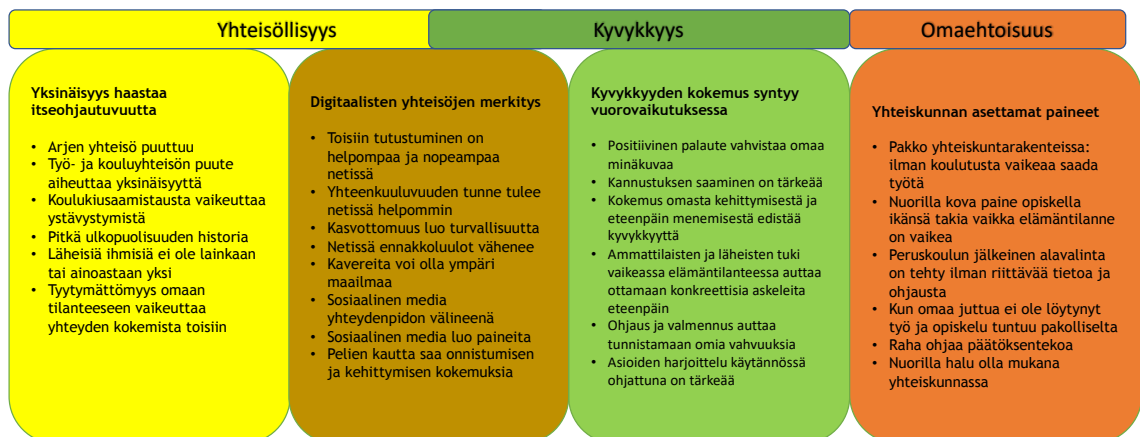 Yhteisöllisyys
Kyvykkyys
Omaehtoisuus
Yksinäisyys haastaa
itseohjautuvuutta
• Arjen yhteisö puuttuu
• Työ- ja kouluyhteisön puute
aiheuttaa yksinäisyyttä
• Koulukiusaamistausta vaikeuttaa
ystävystymistä
• Pitkä ulkopuolisuuden historia
• Läheisiä ihmisiä ei ole lainkaan
tai ainoastaan yksi
• Tyytymättömyys omaan
tilanteeseen vaikeuttaa
yhteyden kokemista toisiin
Digitaalisten yhteisöjen merkitys
• Toisiin tutustuminen on
helpompaa ja nopeampaa
netissä
• Yhteenkuuluvuuden tunne tulee
netissä helpommin
• Kasvottomuus luo turvallisuutta
• Netissä ennakkoluulot vähenee
• Kavereita voi olla ympäri
maailmaa
• Sosiaalinen media
yhteydenpidon välineenä
• Sosiaalinen media luo paineita
• Pelien kautta saa onnistumisen
ja kehittymisen kokemuksia
Kyvykkyyden kokemus syntyy
vuorovaikutuksessa
• Positiivinen palaute vahvistaa omaa
minäkuvaa
• Kannustuksen saaminen on tärkeää
• Kokemus omasta kehittymisestä ja
eteenpäin menemisestä edistää
kyvykkyyttä
• Ammattilaisten ja läheisten tuki
vaikeassa elämäntilanteessa auttaa
ottamaan konkreettisia askeleita
eteenpäin
• Ohjaus ja valmennus auttaa
tunnistamaan omia vahvuuksia
• Asioiden harjoittelu käytännössä
ohjattuna on tärkeää
Yhteiskunnan asettamat paineet
• Pakko yhteiskuntarakenteissa:
ilman koulutusta vaikea saada
työtä
• Nuorilla kova paine opiskella
ikänsä takia vaikka elämäntilanne
on vaikea
• Peruskoulun jälkeinen alavalinta
on tehty ilman riittävää tietoa ja
ohjausta
• Kun omaa juttua ei ole löytynyt
työ ja opiskelu tuntuu pakolliselta
• Raha ohjaa päätöksentekoa
• Nuorilla halu olla mukana
yhteiskunnassa